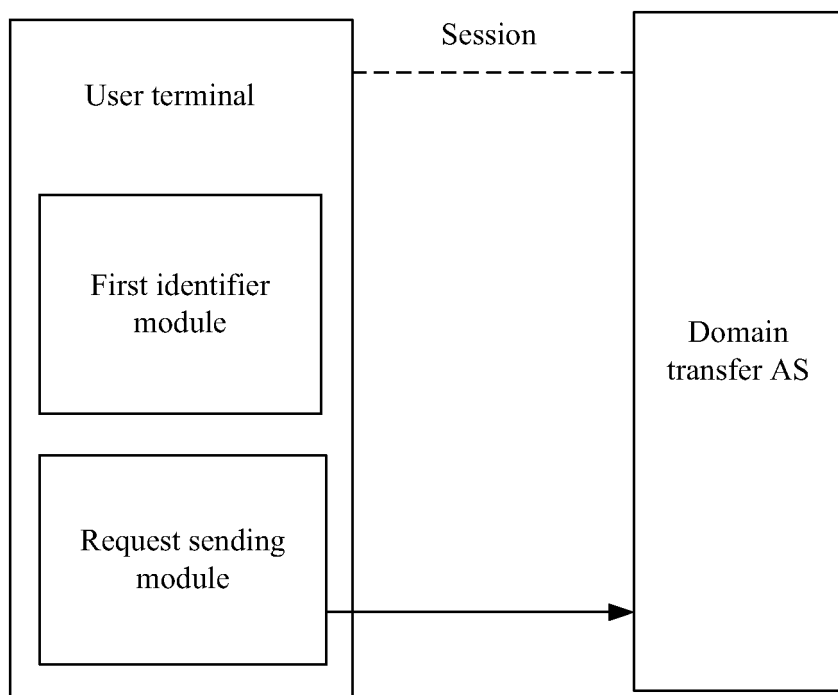 Session
User terminal
First identifier
module
Domain
transfer AS
Request sending
module